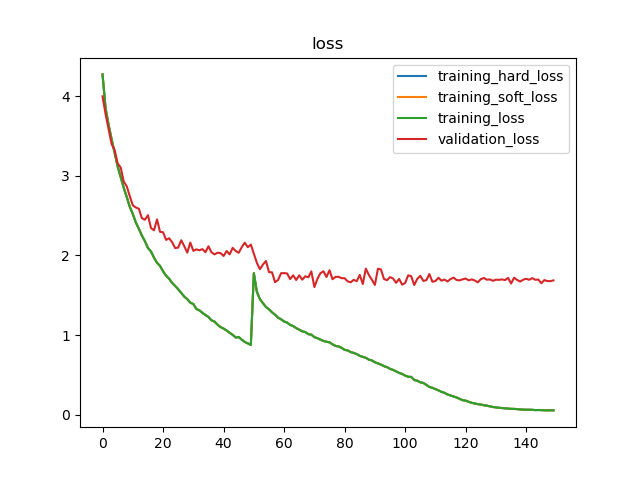 loss
training_hard_loss
training_soft_loss
training_loss
validation_loss
4
3
2
1
0
0 20 40 60 80 100 120 140